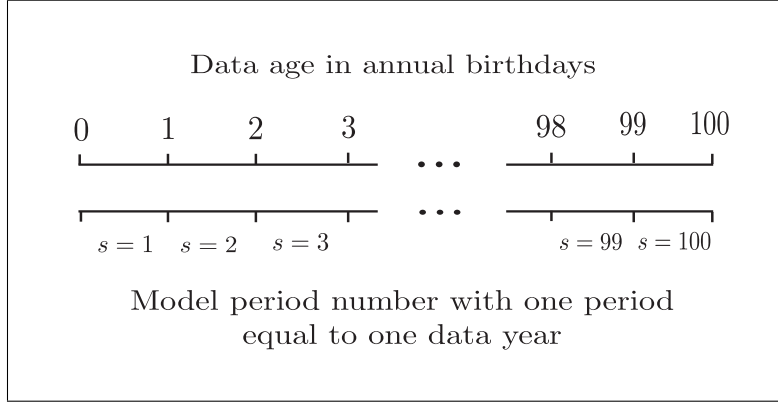 Data age in annual birthdays
0 1 2 3 98 99 100
...
...
s = 1 s = 2 s = 3 s = 99 s = 100
Model period number with one period
equal to one data year